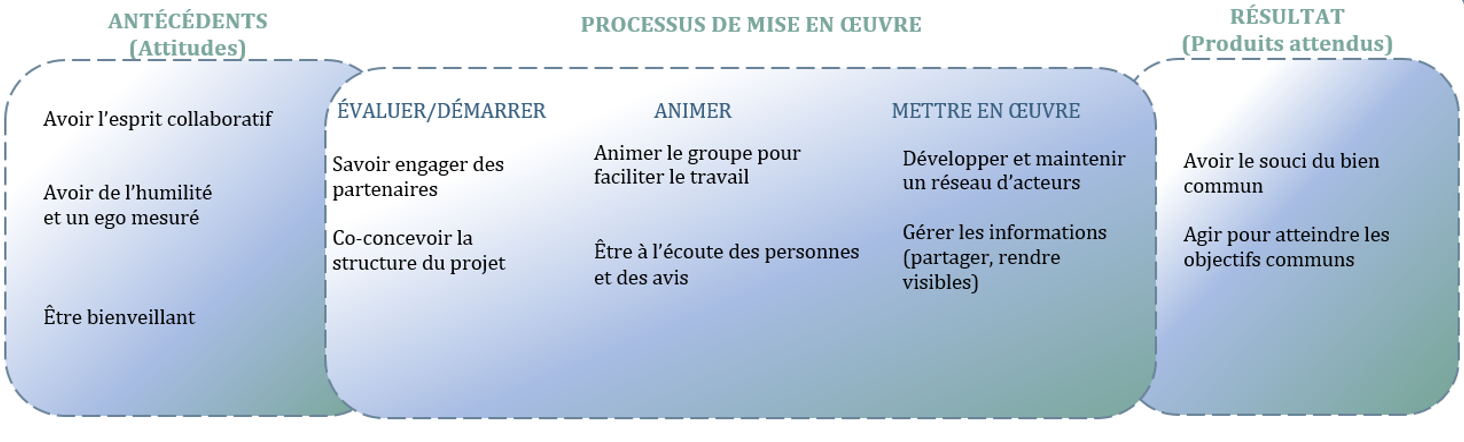 ANTÉCÉDENTS
(Attitudes)
PROCESSUS DE MISE EN ŒUVRE
RÉSULTAT
(Produits attendus)
Avoir l’esprit collaboratif
Avoir de l’humilité
et un ego mesuré
Être bienveillant
ÉVALUER/DÉMARRER
Savoir engager des
partenaires
Co-concevoir la
structure du projet
ANIMER
Animer le groupe pour
faciliter le travail
Être à l’écoute des personnes
et des avis
METTRE EN ŒUVRE
Développer et maintenir
un réseau d’acteurs
Gérer les informations
(partager, rendre
visibles)
Avoir le souci du bien
commun
Agir pour atteindre les
objectifs communs